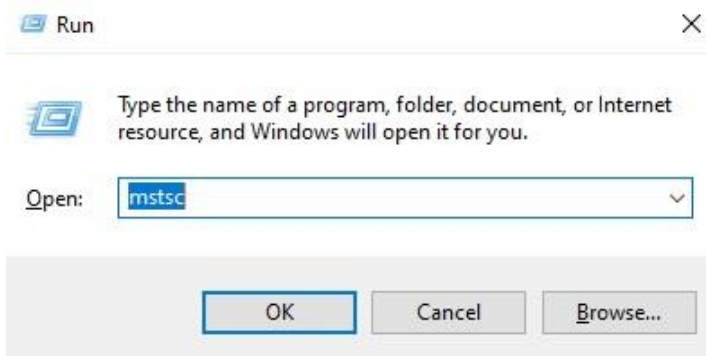 Run
Type the name of a program, folder, document, or Internet
resource, and Windows will open it for you.
Open:
mstsc
OK
Cancel
Browse...